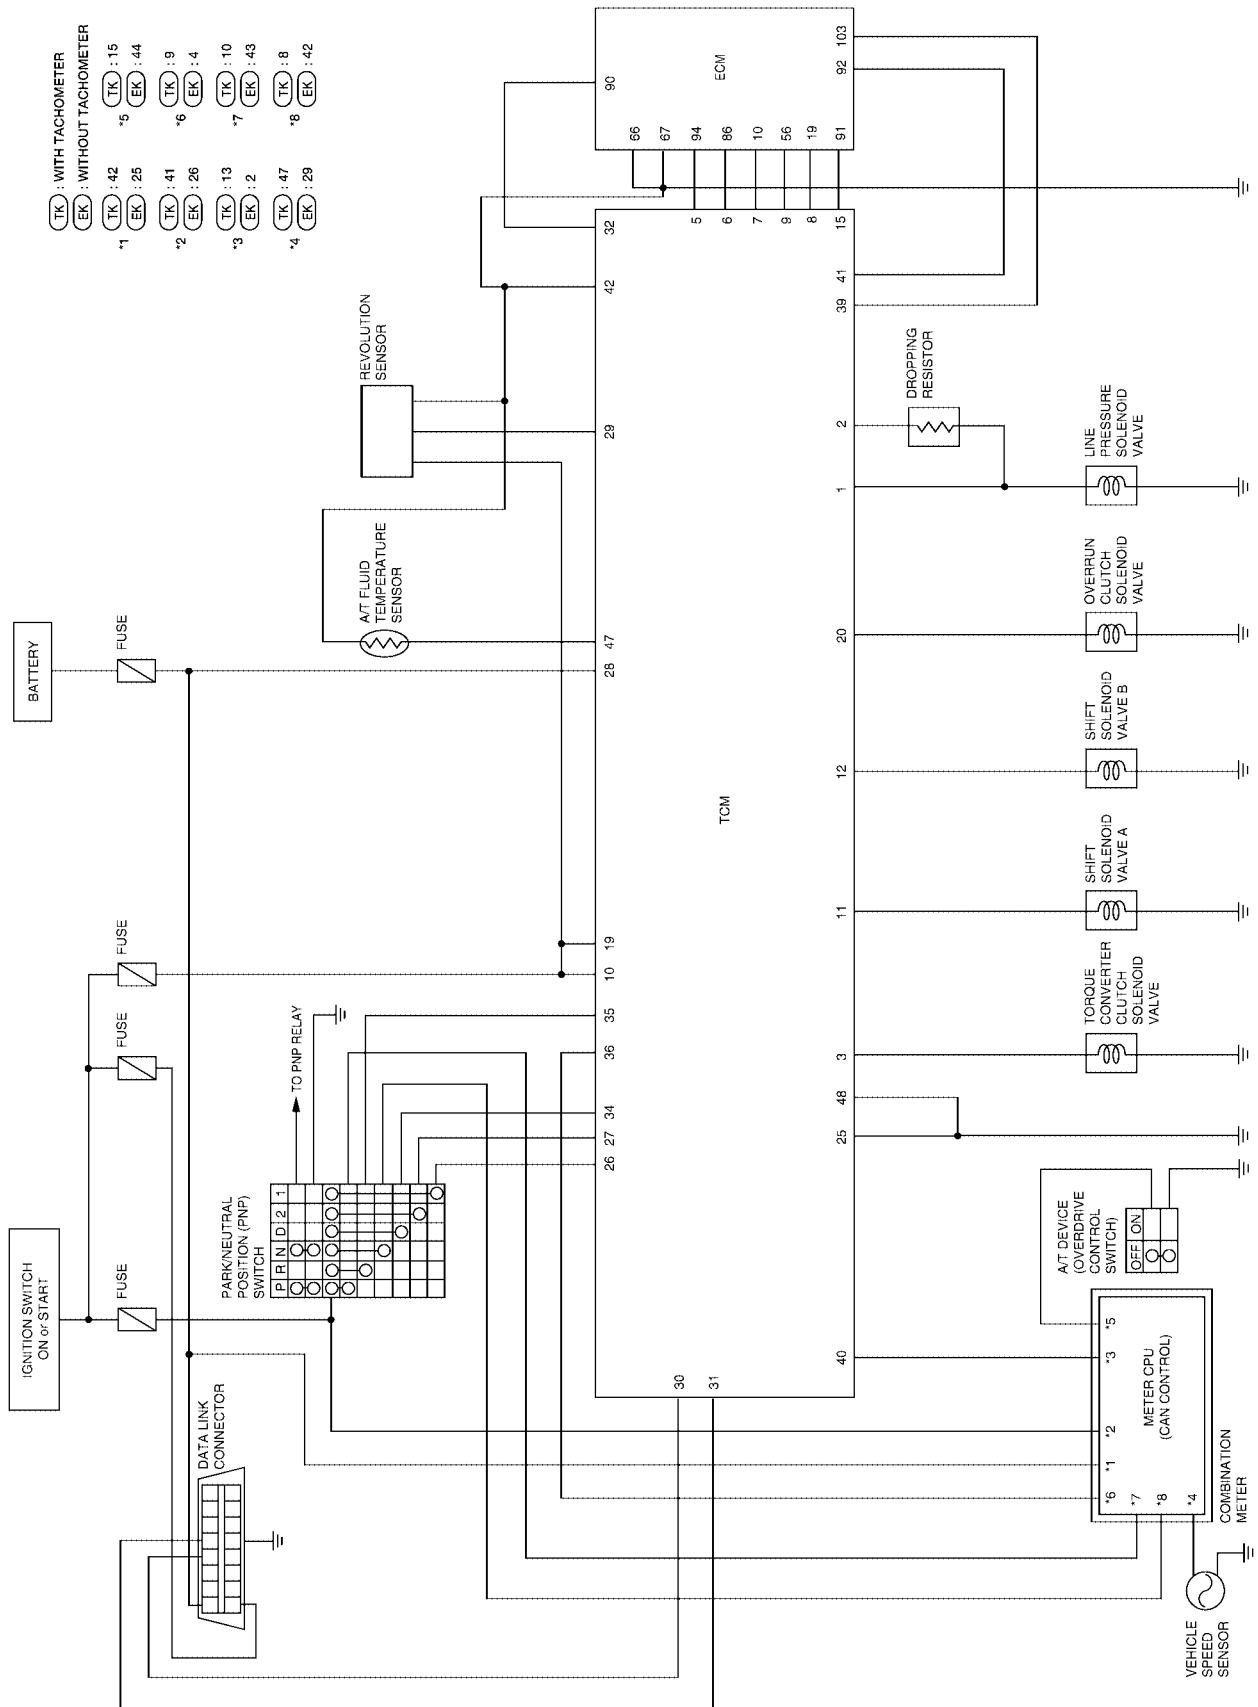 TK : WITH TACHOMETER
EK : WITHOUT TACHOMETER
*1 TK : 42
EK : 25
*2 TK : 41
EK : 26
*3 TK : 13
EK : 2
*4 TK : 47
EK : 29
*5 TK : 15
EK : 44
*6 TK : 9
EK : 4
*7 TK : 10
EK : 43
*8 TK : 8
EK : 42
IGNITION SWITCH
ON or START
BATTERY
FUSE
FUSE
FUSE
FUSE
DATA LINK
CONNECTOR
PARK/NEUTRAL
POSITION (PNP)
SWITCH
P R N D 2 1
TO PNP RELAY
A/T FLUID
TEMPERATURE
SENSOR
REVOLUTION
SENSOR
30
31
26
27
34
36
35
10
19
28
47
29
42
32
TCM
5
6
7
9
8
15
40
25
48
3
11
12
20
1
2
39
41
ECM
90
66
67
94
86
10
56
19
91
92
103
DROPPING
RESISTOR
A/T DEVICE
(OVERDRIVE
CONTROL
SWITCH)
OFF ON
TORQUE
CONVERTER
CLUTCH
SOLENOID
VALVE
SHIFT
SOLENOID
VALVE A
SHIFT
SOLENOID
VALVE B
OVERRUN
CLUTCH
SOLENOID
VALVE
LINE
PRESSURE
SOLENOID
VALVE
*6
*1
*2
*3
*5
*7
*8
*4
METER CPU
(CAN CONTROL)
COMBINATION
METER
VEHICLE
SPEED
SENSOR